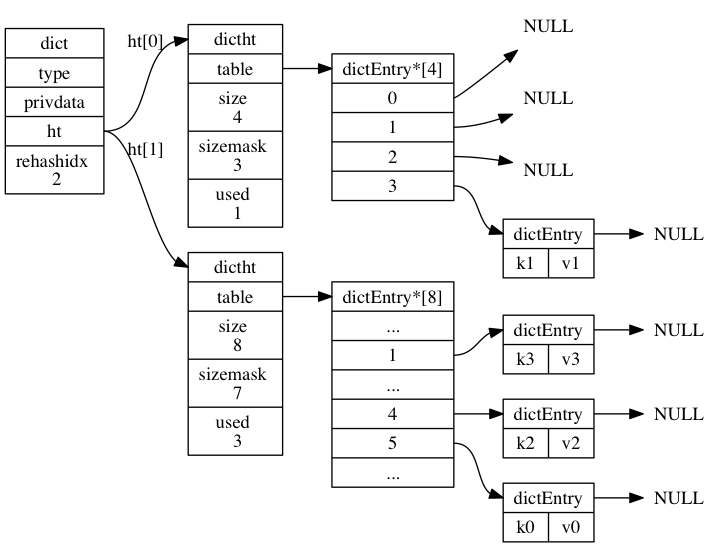 dict
type
privdata
ht
rehashidx
2
ht[0]
ht[1]
dictht
table
size
4
sizemask
3
used
1
dictEntry*[4]
0
1
2
3
NULL
NULL
NULL
dictEntry
k1 v1
NULL
dictht
table
size
8
sizemask
7
used
3
dictEntry*[8]
...
1
...
4
5
...
dictEntry
k3 v3
NULL
dictEntry
k2 v2
NULL
dictEntry
k0 v0
NULL